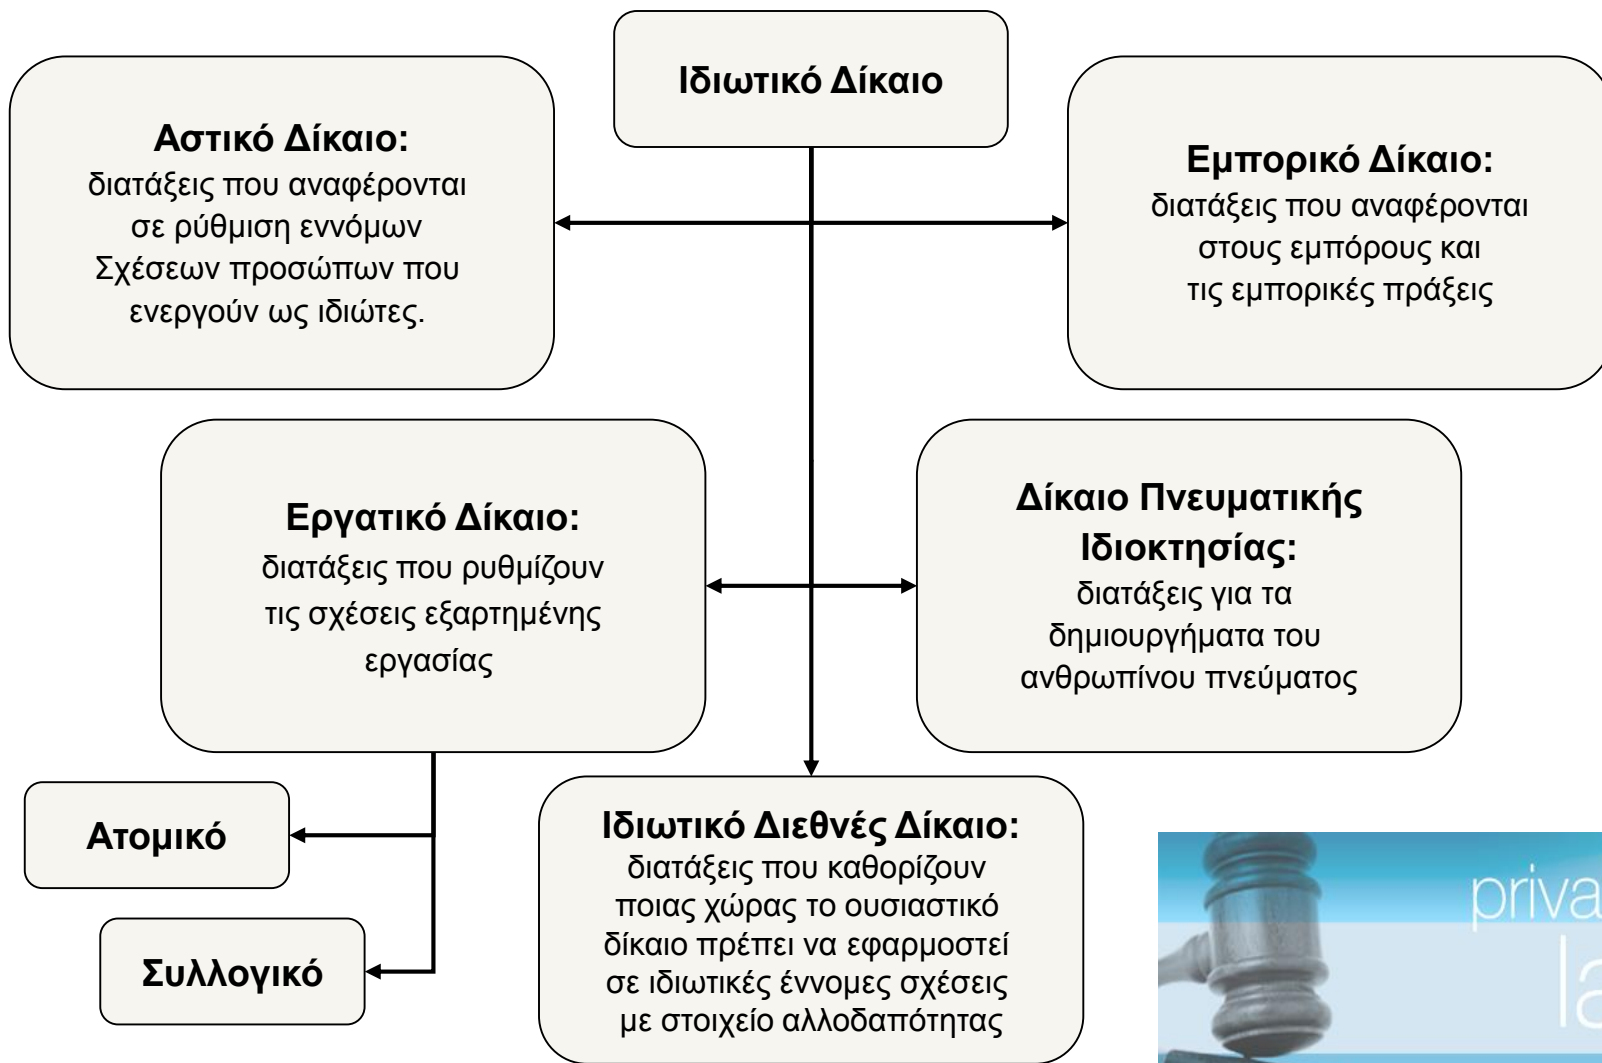 Ιδιωτικό Δίκαιο
Αστικό Δίκαιο:
διατάξεις που αναφέρονται
σε ρύθμιση εννόμων
Σχέσεων προσώπων που
ενεργούν ως ιδιώτες.
Εμπορικό Δίκαιο:
διατάξεις που αναφέρονται
στους εμπόρους και
τις εμπορικές πράξεις
Εργατικό Δίκαιο:
διατάξεις που ρυθμίζουν
τις σχέσεις εξαρτημένης
εργασίας
Δίκαιο Πνευματικής
Ιδιοκτησίας:
διατάξεις για τα
δημιουργήματα του
ανθρωπίνου πνεύματος
Ατομικό
Συλλογικό
Ιδιωτικό Διεθνές Δίκαιο:
διατάξεις που καθορίζουν
ποιας χώρας το ουσιαστικό
δίκαιο πρέπει να εφαρμοστεί
σε ιδιωτικές έννομες σχέσεις
με στοιχείο αλλοδαπότητας
priva
la